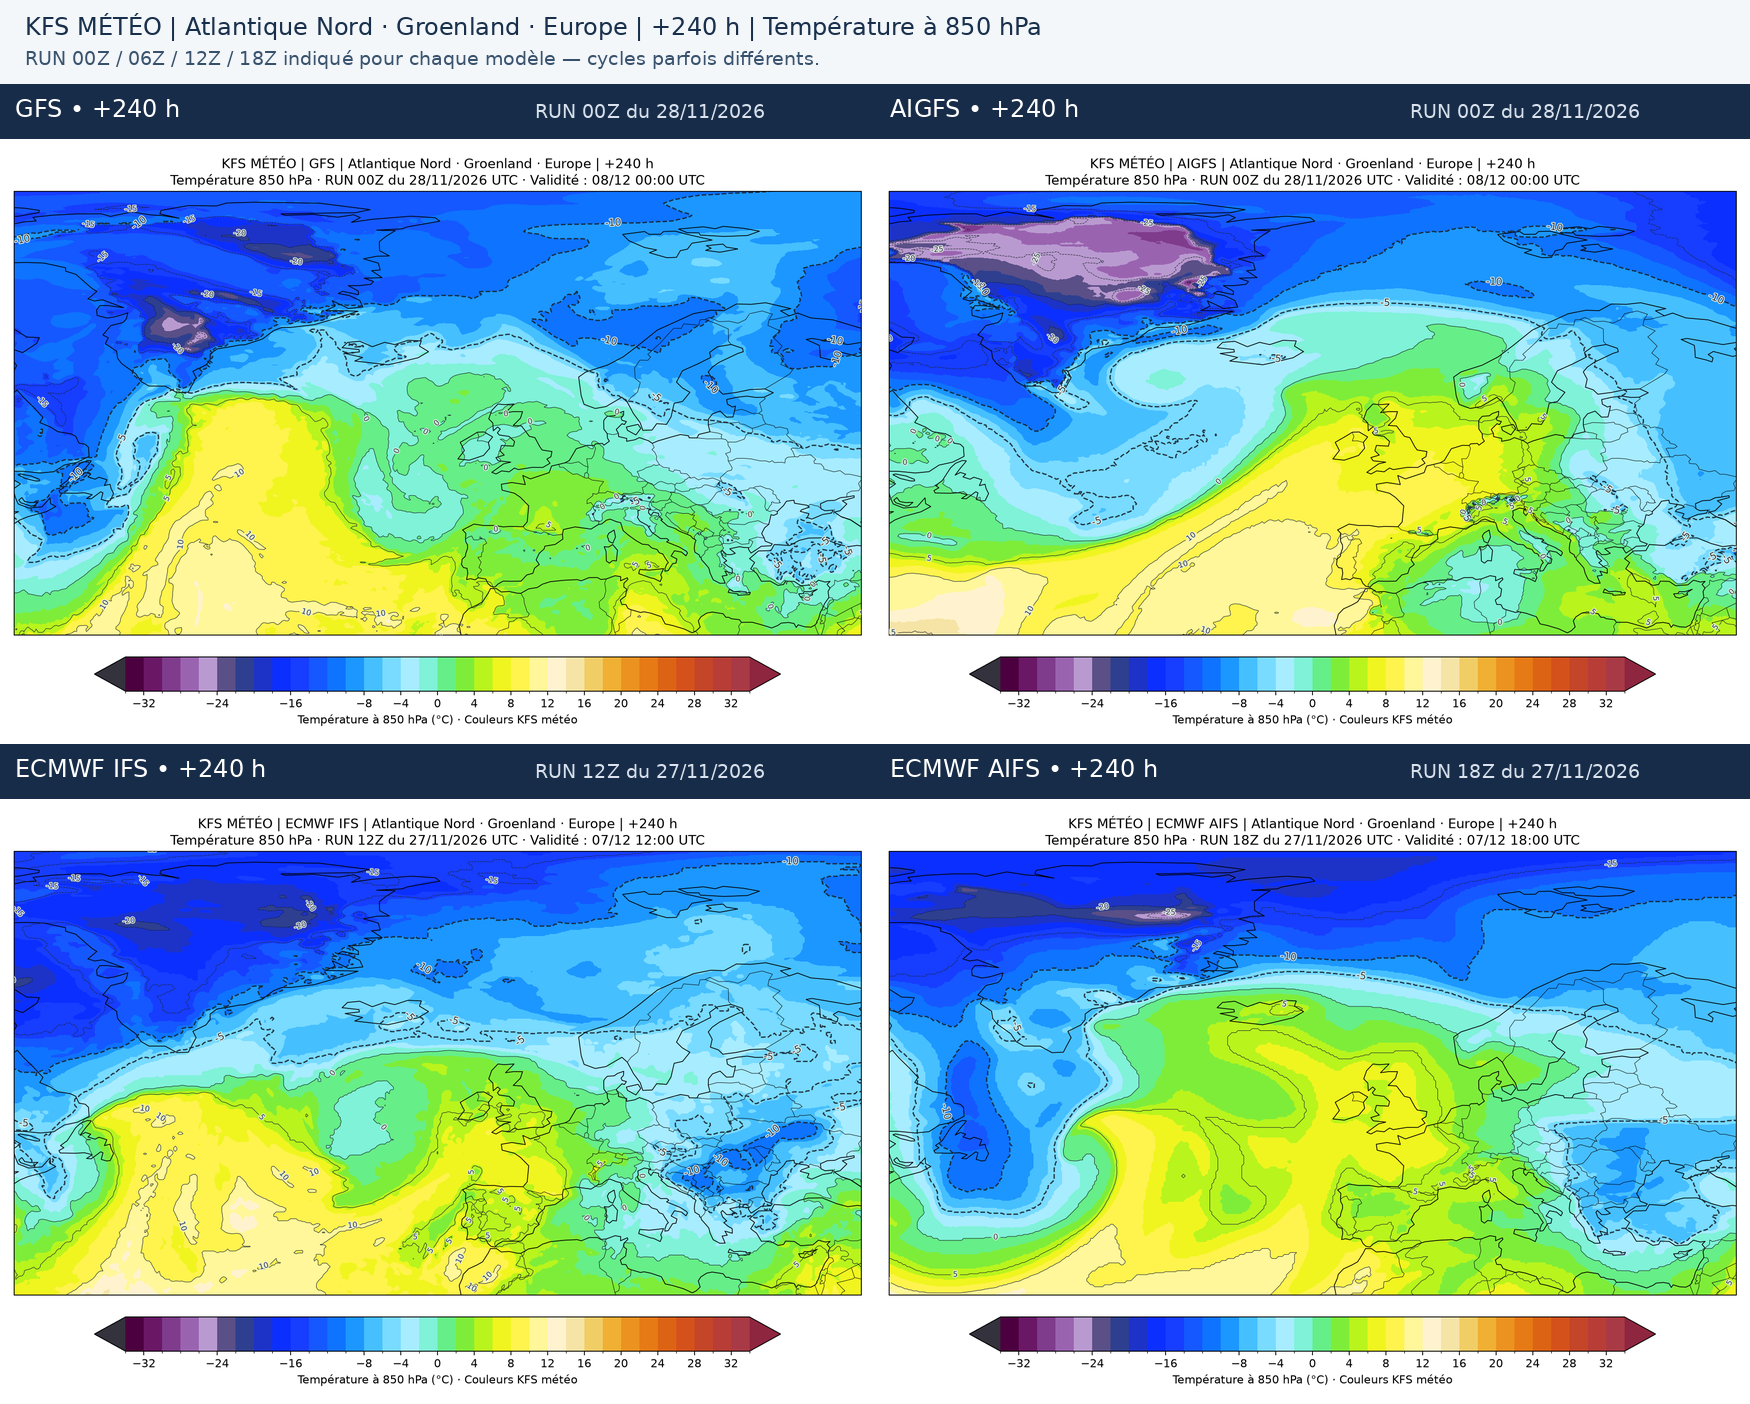 KFS MÉTÉO | Atlantique Nord · Groenland · Europe | +240 h | Température à 850 hPa
RUN 00Z / 06Z / 12Z / 18Z indiqué pour chaque modèle — cycles parfois différents.
GFS • +240 h
RUN 00Z du 28/11/2026
KFS MÉTÉO | GFS | Atlantique Nord · Groenland · Europe | +240 h
Température 850 hPa · RUN 00Z du 28/11/2026 UTC · Validité : 08/12 00:00 UTC
−32 −24 −16 −8 −4 0 4 8 12 16 20 24 28 32
Température à 850 hPa (°C) · Couleurs KFS météo
AIGFS • +240 h
RUN 00Z du 28/11/2026
KFS MÉTÉO | AIGFS | Atlantique Nord · Groenland · Europe | +240 h
Température 850 hPa · RUN 00Z du 28/11/2026 UTC · Validité : 08/12 00:00 UTC
−32 −24 −16 −8 −4 0 4 8 12 16 20 24 28 32
Température à 850 hPa (°C) · Couleurs KFS météo
ECMWF IFS • +240 h
RUN 12Z du 27/11/2026
KFS MÉTÉO | ECMWF IFS | Atlantique Nord · Groenland · Europe | +240 h
Température 850 hPa · RUN 12Z du 27/11/2026 UTC · Validité : 07/12 12:00 UTC
−32 −24 −16 −8 −4 0 4 8 12 16 20 24 28 32
Température à 850 hPa (°C) · Couleurs KFS météo
ECMWF AIFS • +240 h
RUN 18Z du 27/11/2026
KFS MÉTÉO | ECMWF AIFS | Atlantique Nord · Groenland · Europe | +240 h
Température 850 hPa · RUN 18Z du 27/11/2026 UTC · Validité : 07/12 18:00 UTC
−32 −24 −16 −8 −4 0 4 8 12 16 20 24 28 32
Température à 850 hPa (°C) · Couleurs KFS météo